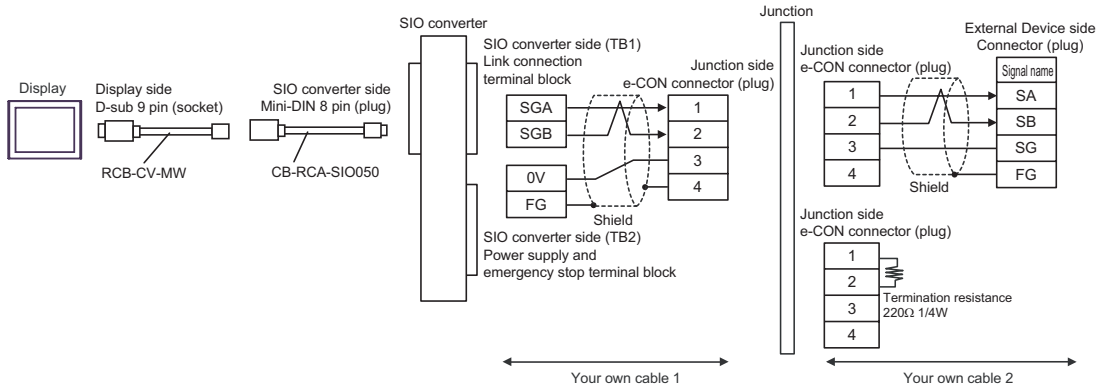 SIO converter
Junction
Display
Display side
D-sub 9 pin (socket)
RCB-CV-MW
SIO converter side
Mini-DIN 8 pin (plug)
CB-RCA-SIO050
SIO converter side (TB1)
Link connection
terminal block
Junction side
e-CON connector (plug)
SGA
SGB
0V
FG
1
2
3
4
Shield
SIO converter side (TB2)
Power supply and
emergency stop terminal block
Junction side
e-CON connector (plug)
1
2
3
4
Shield
External Device side
Connector (plug)
Signal name
SA
SB
SG
FG
Junction side
e-CON connector (plug)
1
2
3
4
Termination resistance
220Ω 1/4W
Your own cable 1
Your own cable 2